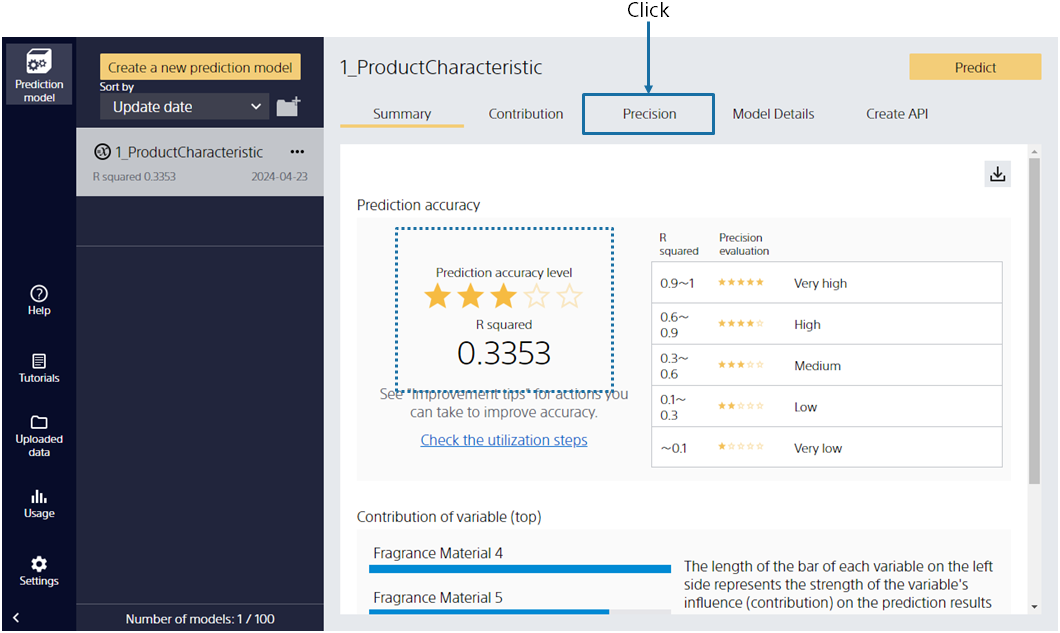 Click
Prediction
model
Help
Tutorials
Uploaded
data
Usage
Settings
Create a new prediction model
Sort by
Update date
1_ProductCharacteristic
R squared 0.3353 2024-04-23
Number of models: 1 / 100
1_ProductCharacteristic
Predict
Summary Contribution Precision Model Details Create API
Prediction accuracy
Prediction accuracy level
R squared
0.3353
See "Improvement tips" for actions you
can take to improve accuracy.
Check the utilization steps
R
squared
Precision
evaluation
0.9~1 Very high
0.6~
0.9
High
0.3~
0.6
Medium
0.1~
0.3
Low
~0.1 Very low
Contribution of variable (top)
Fragrance Material 4
Fragrance Material 5
The length of the bar of each variable on the left
side represents the strength of the variable's
influence (contribution) on the prediction results